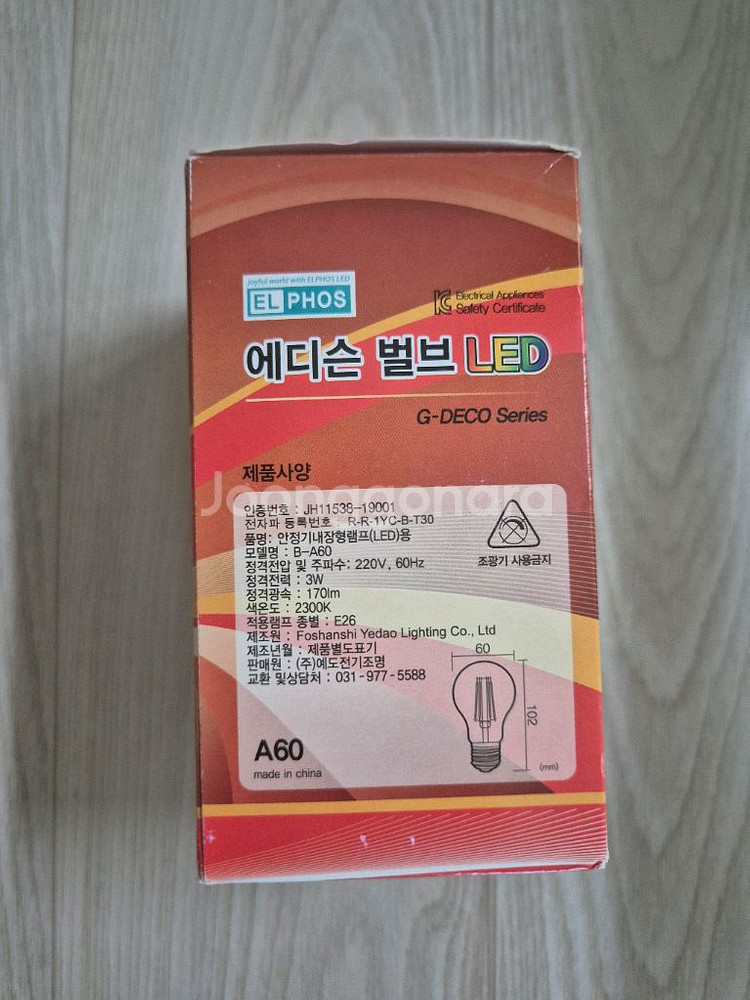 joyful world with ELPHOS LED
EL PHOS
Electrical Appliances
Safety Certificate
에디슨 벌브 LED
G-DECO Series
제품사양
Joonggonara
인증번호 : JH11538-19001
전자파 등록번호 : R-R-1YC-B-T30
품명: 안정기내장형램프(LED)용
모델명 : B-A60
정격전압 및 주파수: 220V, 60Hz
정격전력 : 3W
정격광속 : 170lm
색온도 : 2300K
적용램프 종별 : E26
제조원 : Foshanshi Yedao Lighting Co., Ltd
제조년월 : 제품별도표기
판매원 : (주)예도전기조명
교환 및상담처 : 031-977-5588
조광기 사용금지
60
102
(mm)
A60
made in china